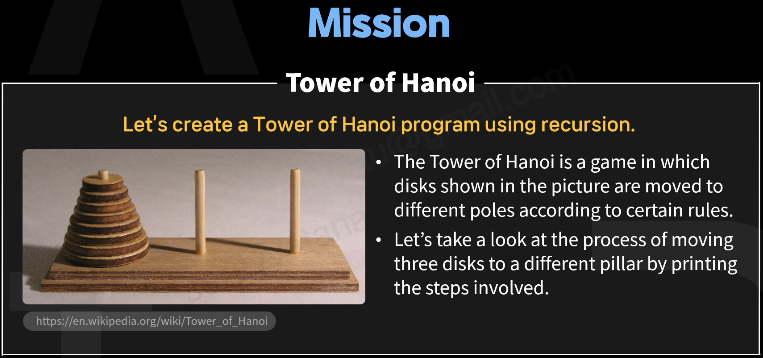 Mission
Tower of Hanoi
Let's create a Tower of Hanoi program using recursion.
• The Tower of Hanoi is a game in which
disks shown in the picture are moved to
different poles according to certain rules.
• Let’s take a look at the process of moving
three disks to a different pillar by printing
the steps involved.
https://en.wikipedia.org/wiki/Tower_of_Hanoi